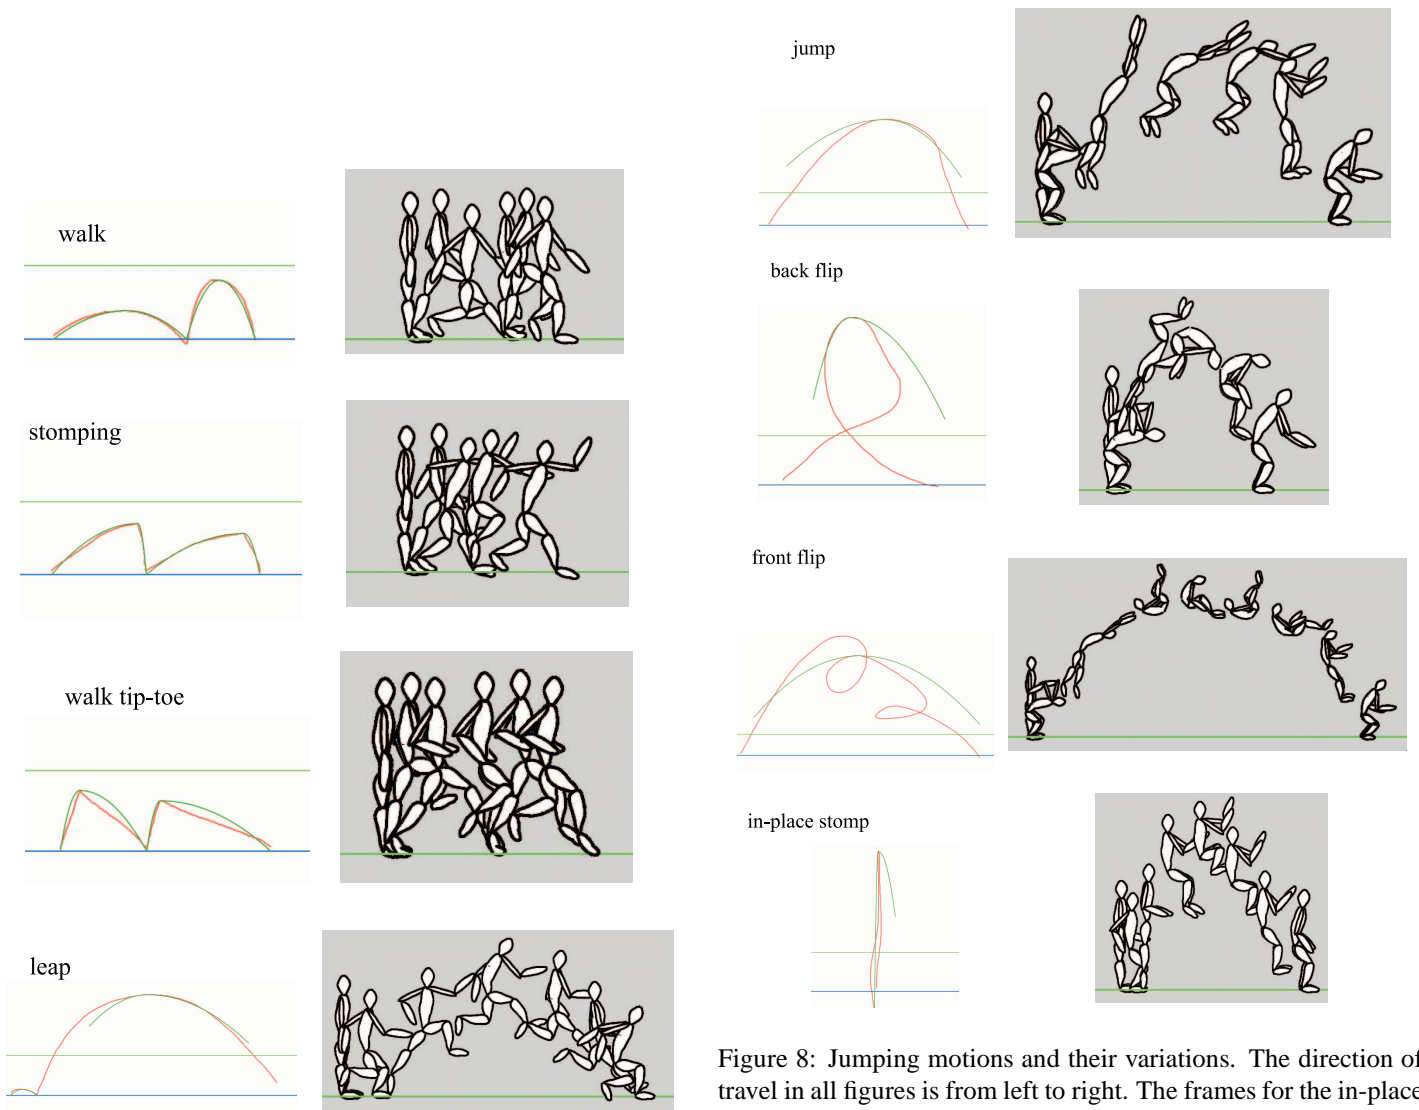 walk
stomping
walk tip-toe
leap
jump
back flip
front flip
in-place stomp
Figure 8: Jumping motions and their variations. The direction of
travel in all figures is from left to right. The frames for the in-place